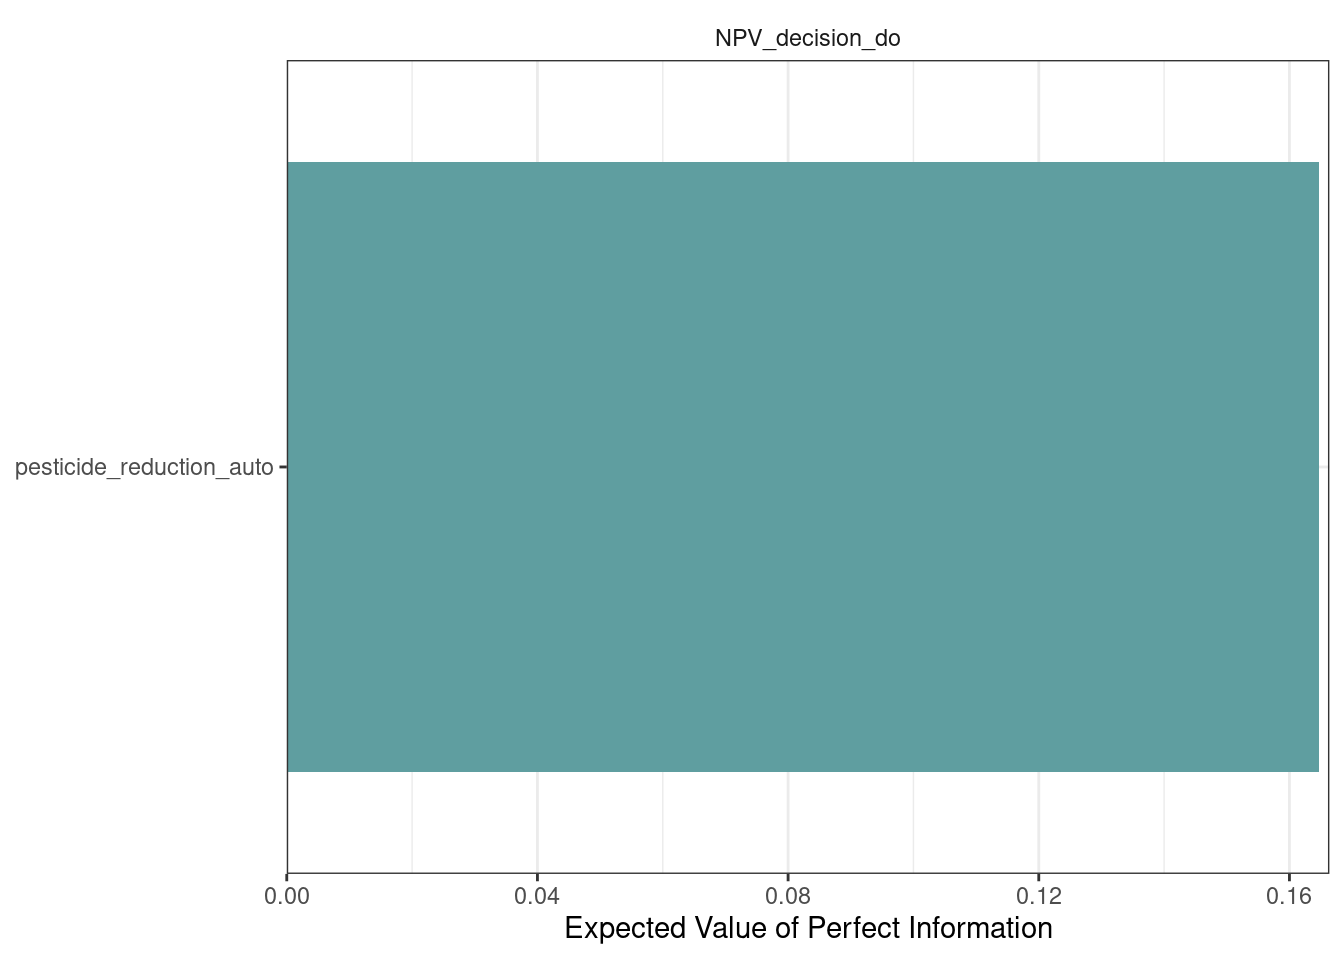 NPV_decision_do
pesticide_reduction_auto
0.00 0.04 0.08 0.12 0.16
Expected Value of Perfect Information